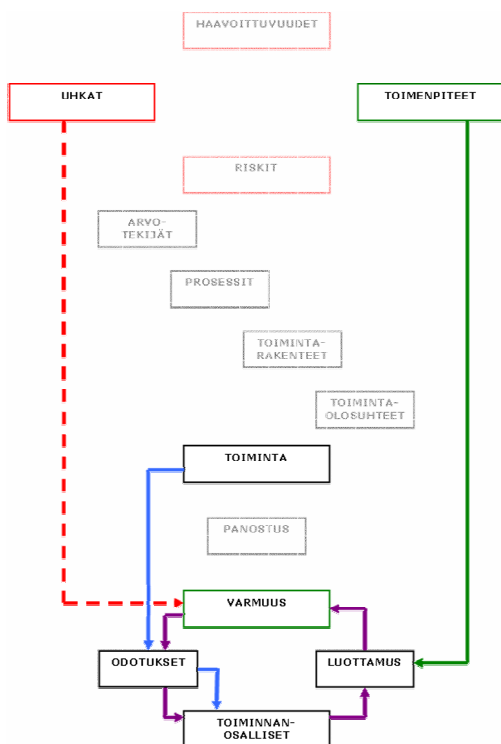 HAAVOITTUVUUDET
UHKAT
TOIMENPITEET
RISKIT
ARVO-
TEKIJÄT
PROSESSIT
TOIMINTA-
RAKENTEET
TOIMINTA-
OLOSUHTEET
TOIMINTA
PANOSTUS
VARMUUS
ODOTUKSET
LUOTTAMUS
TOIMINNAN-
OSALLISET